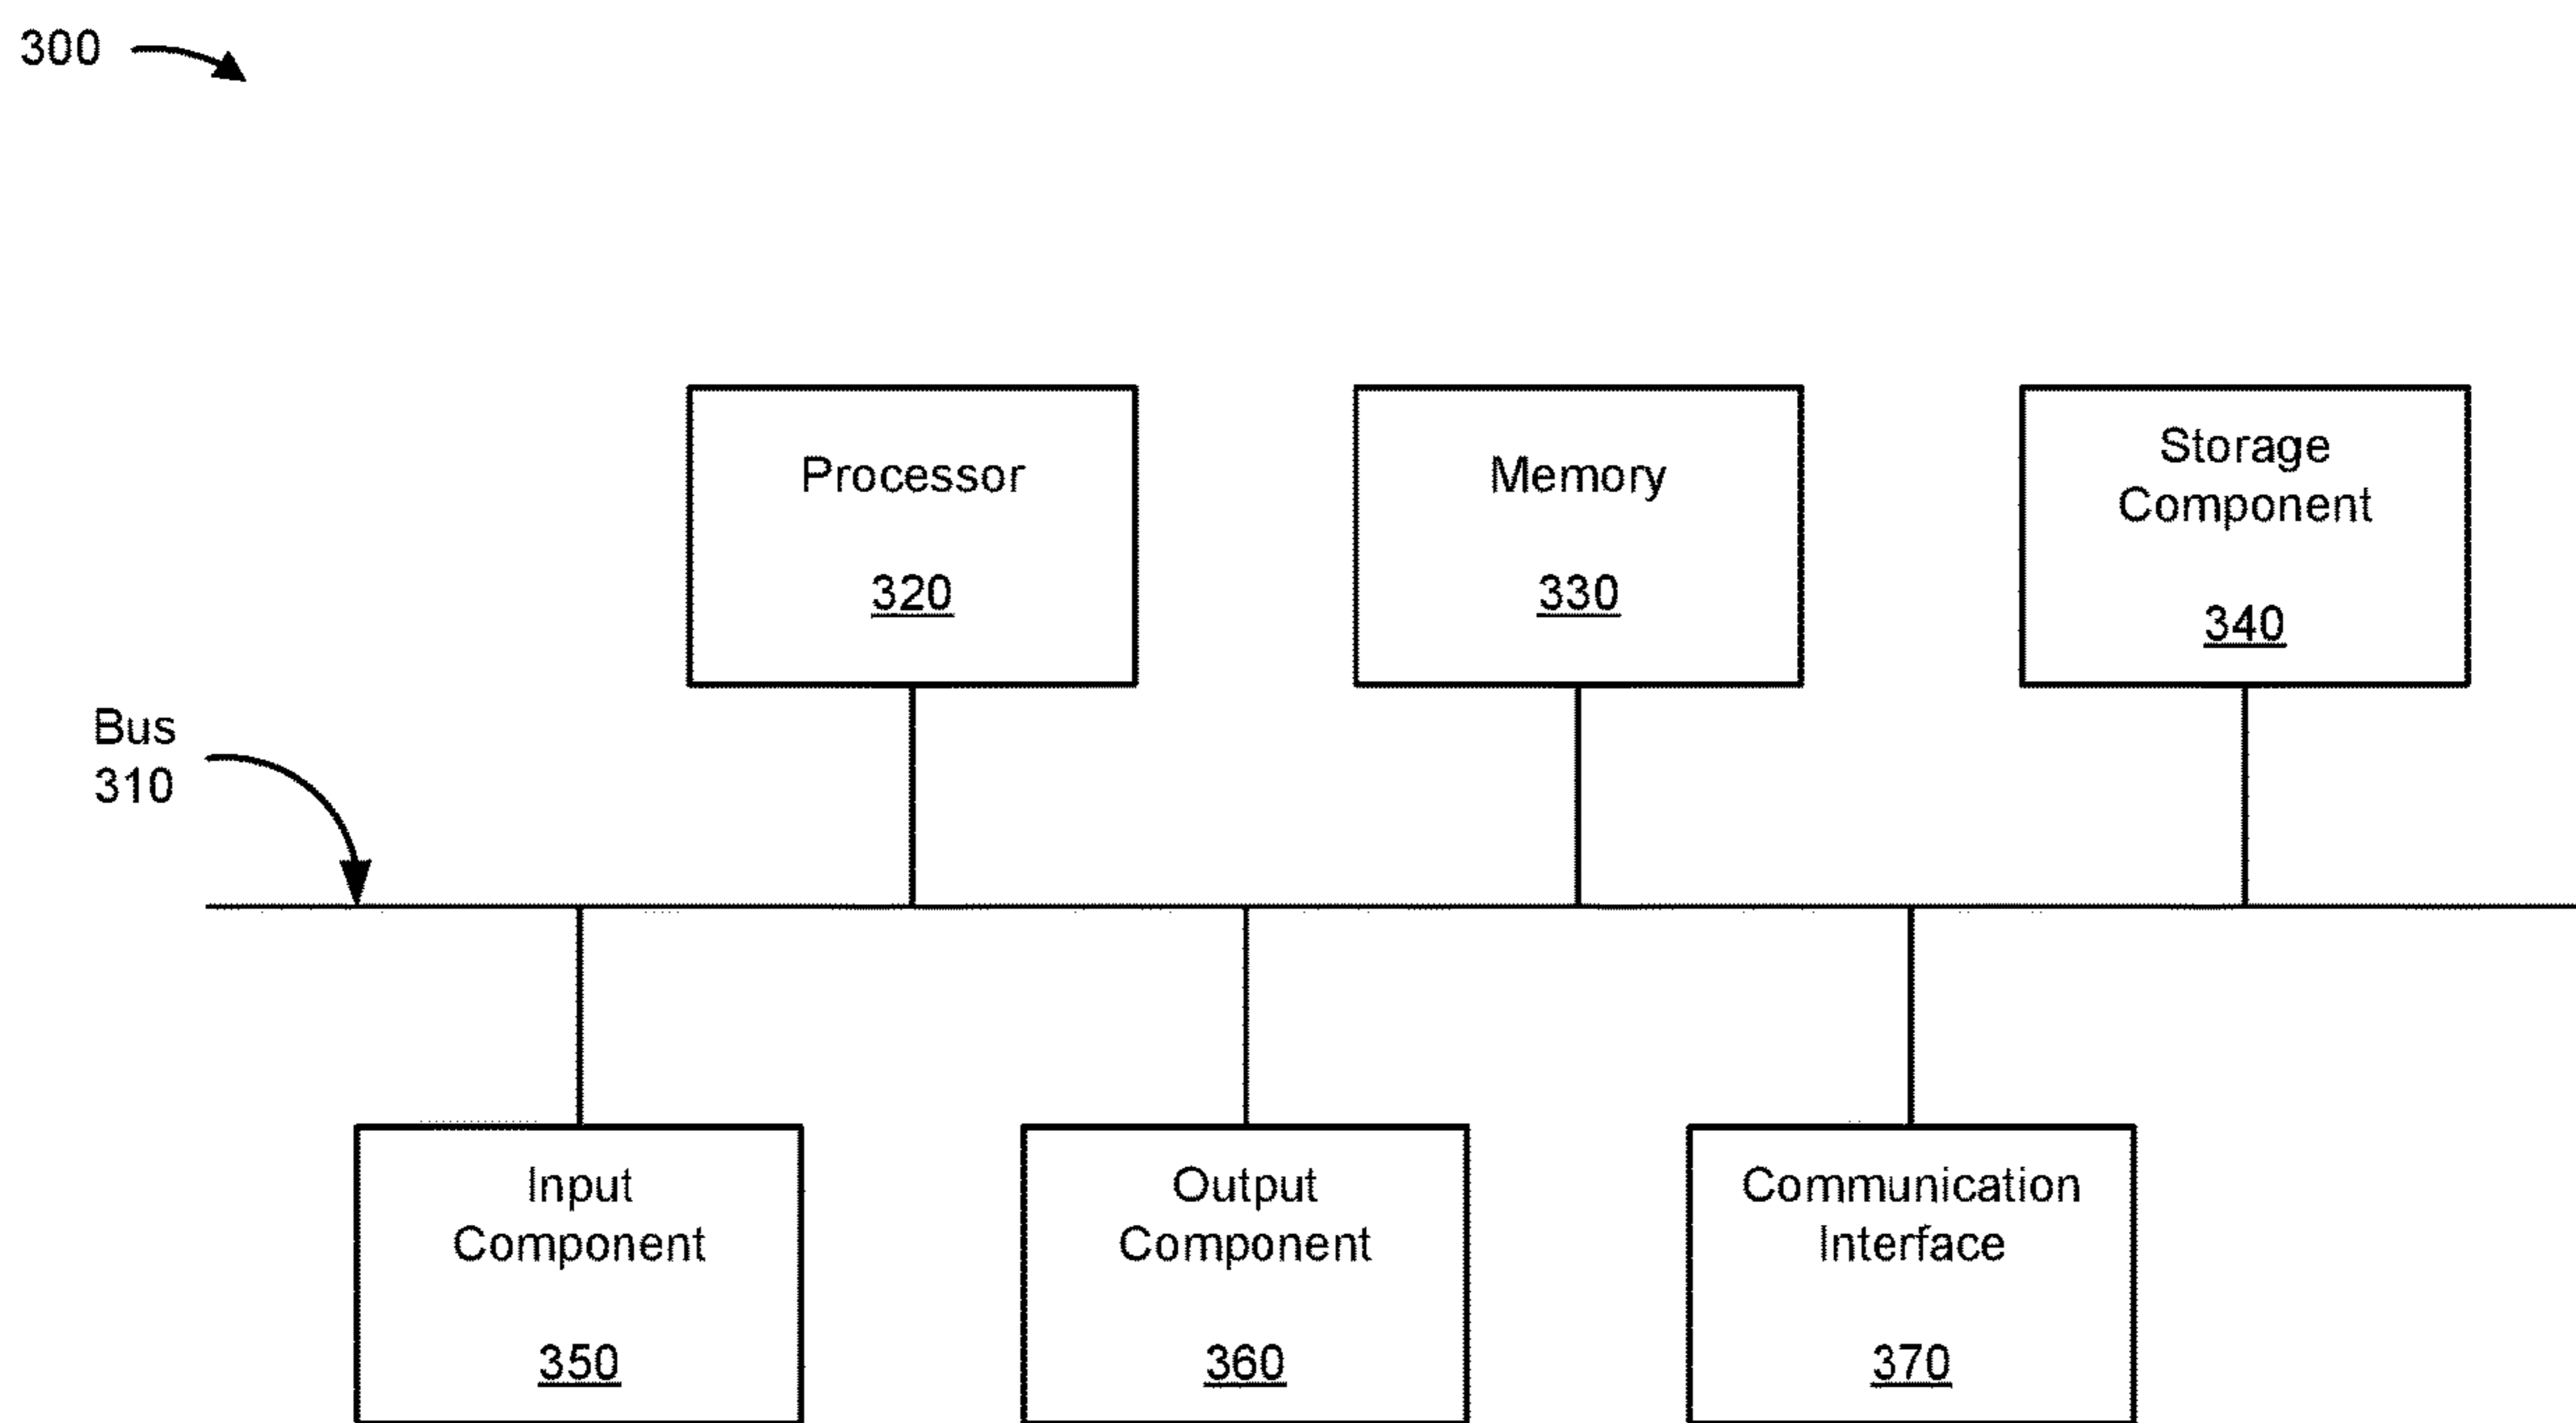 300
Processor
320
Memory
330
Storage
Component
340
Bus
310
Input
Component
350
Output
Component
360
Communication
Interface
370